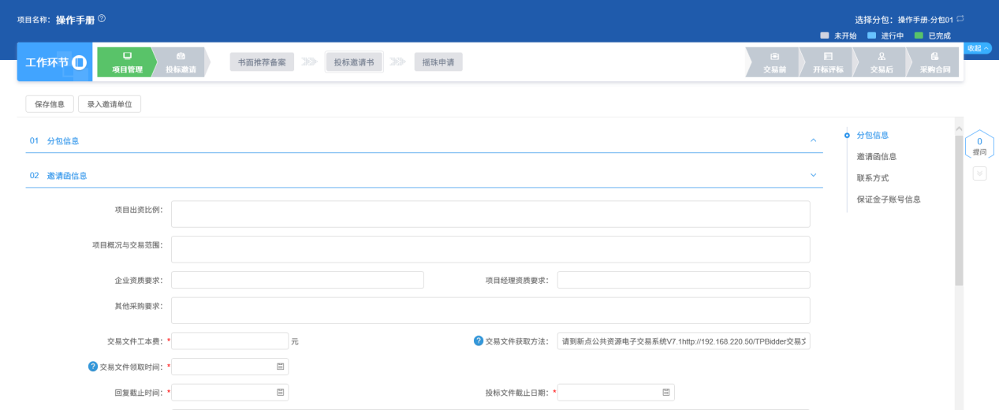 项目名称: 操作手册
选择分包: 操作手册-分包01
未开始 进行中 已完成
收起
工作环节 项目管理 投标邀请 书面推荐备案 投标邀请书 摇珠申请 交易前 开标评标 交易后 采购合同
保存信息 录入邀请单位
01 分包信息
02 邀请函信息
项目出资比例:
项目概况与交易范围:
企业资质要求: 项目经理资质要求:
其他采购要求:
交易文件工本费: * 元 交易文件获取方法: 请到新点公共资源电子交易系统V7.1http://192.168.220.50/TPBidder交易文
交易文件领取时间: *
回复截止时间: * 投标文件截止日期: *
分包信息
邀请函信息
联系方式
保证金子账号信息
0
提问